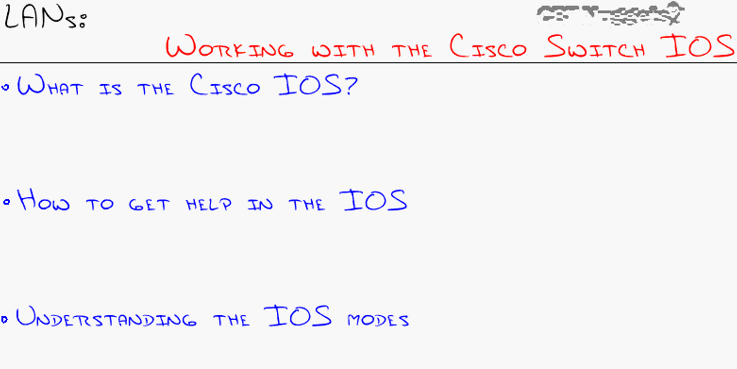 LANs:
Working with the Cisco Switch IOS
• What is the Cisco IOS?
• How to get help in the IOS
• Understanding the IOS modes